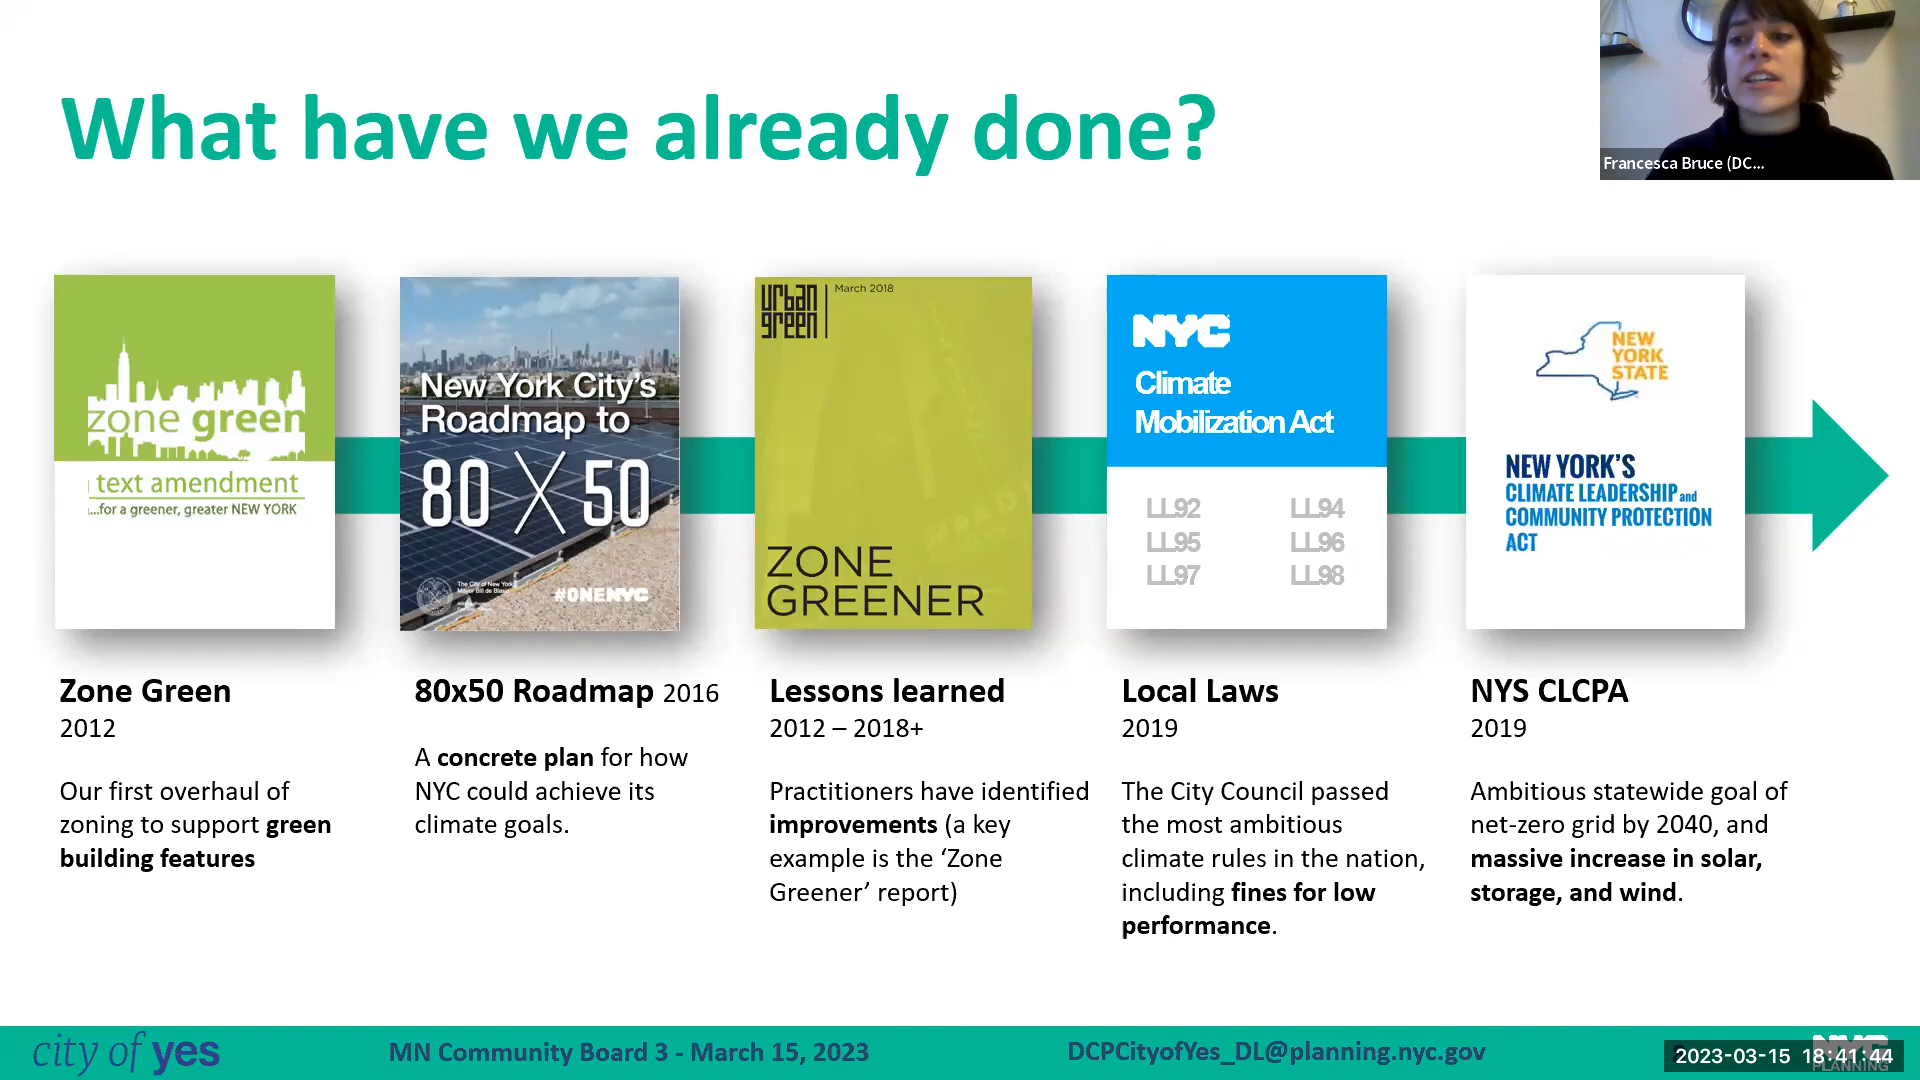 What have we already done?
Francesca Bruce (DC...
zone green
text amendment
...for a greener, greater NEW YORK
New York City's
Roadmap to
80 X 50
The City of New York
#ONENYC
urban
green
March 2018
ZONE
GREENER
NYC
Climate
Mobilization Act
LL92 LL94
LL95 LL96
LL97 LL98
NEW
YORK
STATE
NEW YORK'S
CLIMATE LEADERSHIP and
COMMUNITY PROTECTION
ACT
Zone Green
2012
Our first overhaul of
zoning to support green
building features
80x50 Roadmap 2016
A concrete plan for how
NYC could achieve its
climate goals.
Lessons learned
2012 – 2018+
Practitioners have identified
improvements (a key
example is the ‘Zone
Greener’ report)
Local Laws
2019
The City Council passed
the most ambitious
climate rules in the nation,
including fines for low
performance.
NYS CLCPA
2019
Ambitious statewide goal of
net-zero grid by 2040, and
massive increase in solar,
storage, and wind.
city of yes
MN Community Board 3 - March 15, 2023
DCPCityofYes_DL@planning.nyc.gov
NYC
PLANNING
2023-03-15 18:41:44